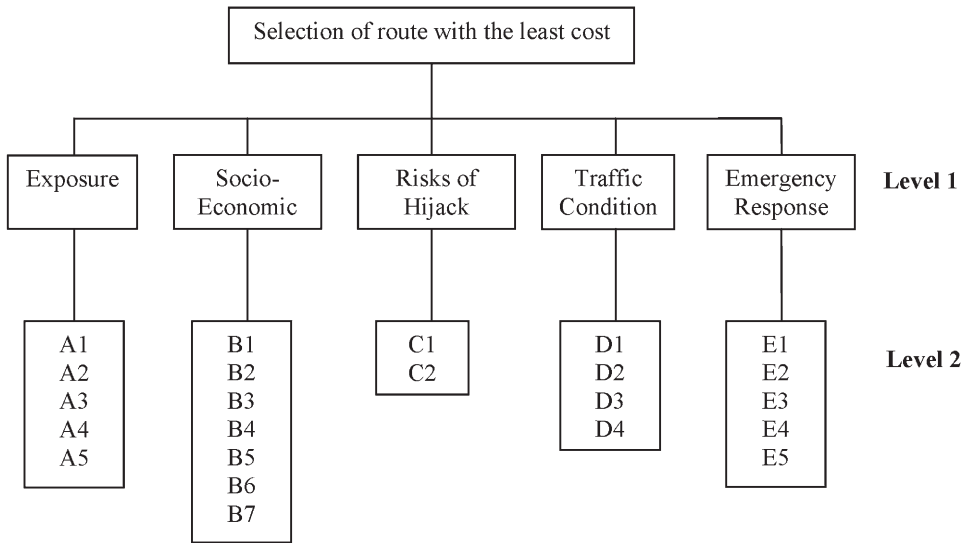 Selection of route with the least cost
Exposure
Socio-
Economic
Risks of
Hijack
Traffic
Condition
Emergency
Response
Level 1
A1
A2
A3
A4
A5
B1
B2
B3
B4
B5
B6
B7
C1
C2
D1
D2
D3
D4
E1
E2
E3
E4
E5
Level 2